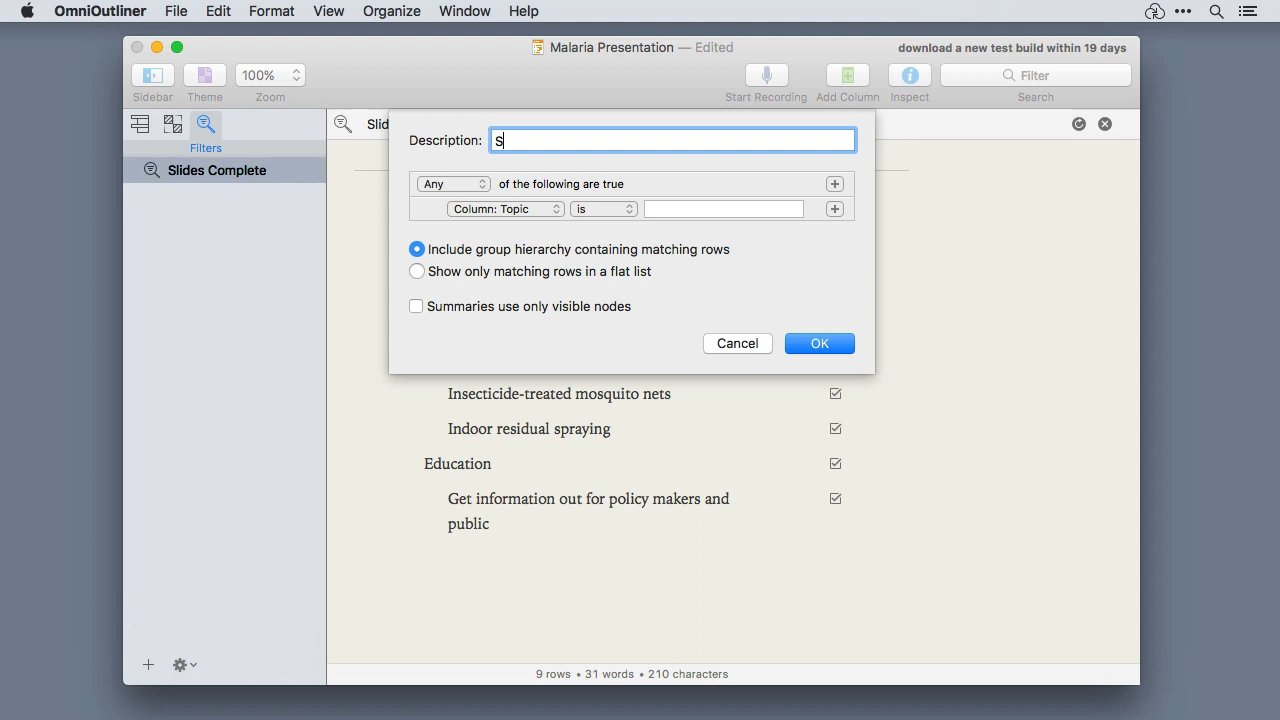 OmniOutliner File Edit Format View Organize Window Help
Malaria Presentation — Edited
download a new test build within 19 days
100%
Filter
Sidebar Theme Zoom Start Recording Add Column Inspect Search
Slid
Filters
Slides Complete
Description: S
Any of the following are true
Column: Topic is
Include group hierarchy containing matching rows
Show only matching rows in a flat list
Summaries use only visible nodes
Cancel OK
Insecticide-treated mosquito nets
Indoor residual spraying
Education
Get information out for policy makers and
public
9 rows • 31 words • 210 characters